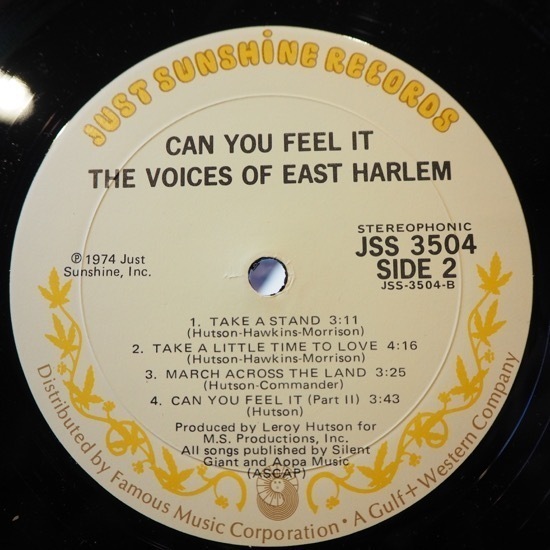 JUST SUNSHINE RECORDS
CAN YOU FEEL IT
THE VOICES OF EAST HARLEM
STEREOPHONIC
JSS 3504
SIDE 2
JSS-3504-B
℗ 1974 Just
Sunshine, Inc.
1. TAKE A STAND 3:11
(Hutson-Hawkins-Morrison)
2. TAKE A LITTLE TIME TO LOVE 4:16
(Hutson-Hawkins-Morrison)
3. MARCH ACROSS THE LAND 3:25
(Hutson-Commander)
4. CAN YOU FEEL IT (Part II) 3:43
(Hutson)
Produced by Leroy Hutson for
M.S. Productions, Inc.
All songs published by Silent
Giant and Aopa Music
(ASCAP)
Distributed by Famous Music Corporation • A Gulf + Western Company